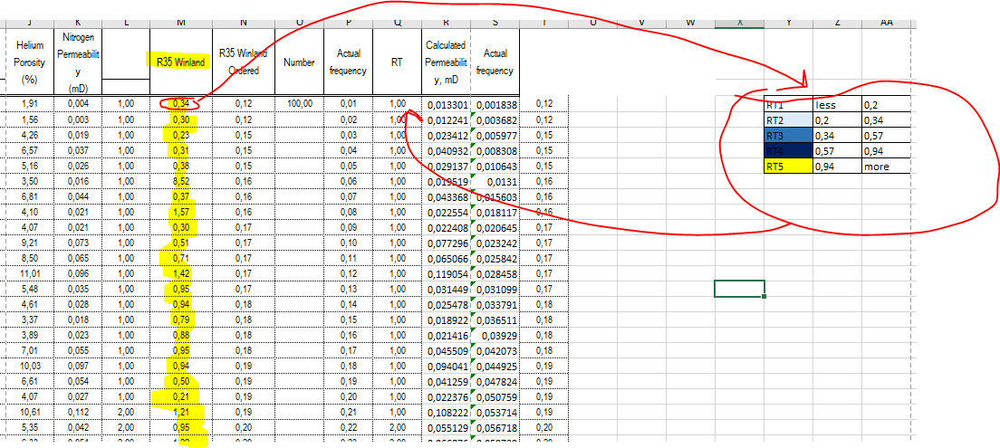 J K L M N O P Q R S T U V W X Y Z AA
Helium Porosity (%) Nitrogen Permeability (mD) R35 Winland R35 Winland Ordered Number Actual frequency RT Calculated Permeability, mD Actual frequency
1,91 0,004 1,00 0,34 0,12 100,00 0,01 1,00 0,013301 0,001838 0,12 RT1 less 0,2
1,56 0,003 1,00 0,30 0,12 0,02 1,00 0,012241 0,003682 0,12 RT2 0,2 0,34
4,26 0,019 1,00 0,23 0,15 0,03 1,00 0,023412 0,005977 0,15 RT3 0,34 0,57
6,57 0,037 1,00 0,31 0,15 0,04 1,00 0,040932 0,008308 0,15 RT4 0,57 0,94
5,16 0,026 1,00 0,38 0,15 0,05 1,00 0,029137 0,010643 0,15 RT5 0,94 more
3,50 0,016 1,00 8,52 0,16 0,06 1,00 0,019519 0,0131 0,16
6,81 0,044 1,00 0,37 0,16 0,07 1,00 0,043368 0,015603 0,16
4,10 0,021 1,00 1,57 0,16 0,08 1,00 0,022554 0,018117 0,16
4,07 0,021 1,00 0,30 0,17 0,09 1,00 0,022408 0,020645 0,17
9,21 0,073 1,00 0,51 0,17 0,10 1,00 0,077296 0,023242 0,17
8,50 0,065 1,00 0,71 0,17 0,11 1,00 0,065066 0,025842 0,17
11,01 0,096 1,00 1,42 0,17 0,12 1,00 0,119054 0,028458 0,17
5,48 0,035 1,00 0,95 0,17 0,13 1,00 0,031449 0,031099 0,17
4,61 0,028 1,00 0,94 0,18 0,14 1,00 0,025478 0,033791 0,18
3,37 0,018 1,00 0,79 0,18 0,15 1,00 0,018922 0,036511 0,18
3,89 0,023 1,00 0,88 0,18 0,16 1,00 0,021416 0,03929 0,18
7,01 0,055 1,00 0,95 0,18 0,17 1,00 0,045509 0,042073 0,18
10,03 0,097 1,00 0,94 0,19 0,18 1,00 0,094041 0,044925 0,19
6,61 0,054 1,00 0,50 0,19 0,19 1,00 0,041259 0,047824 0,19
4,07 0,027 1,00 0,21 0,19 0,20 1,00 0,022376 0,050759 0,19
10,61 0,112 2,00 1,21 0,19 0,21 1,00 0,108222 0,053714 0,19
5,35 0,042 2,00 0,95 0,20 0,22 2,00 0,055129 0,056718 0,20